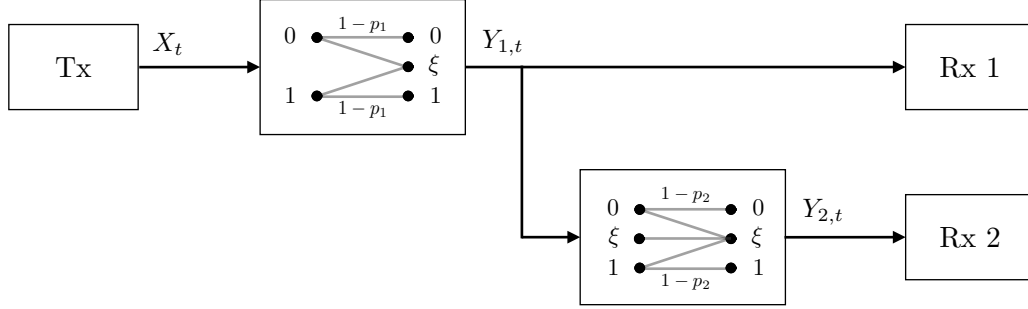 Tx
X_t
1 − p_1
0 0
ξ
1 1
1 − p_1
Y_{1,t}
Rx 1
1 − p_2
0 0
ξ ξ
1 1
1 − p_2
Y_{2,t}
Rx 2